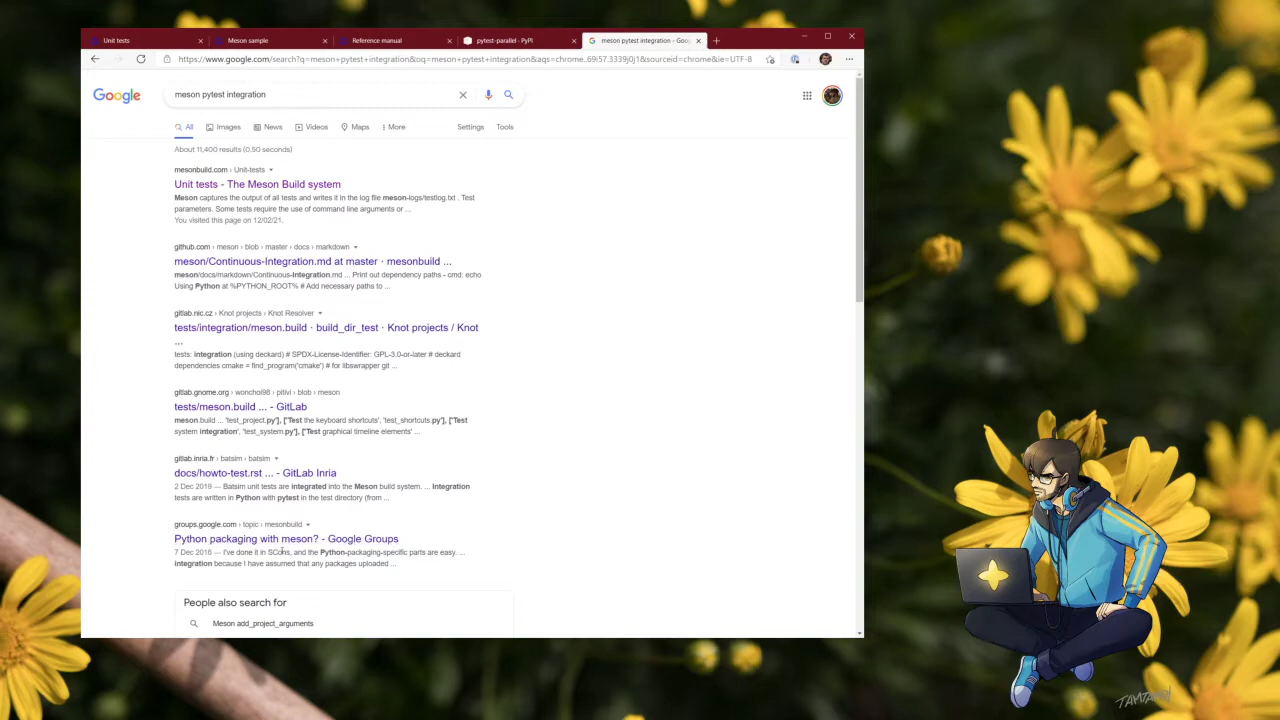 Unit tests
Meson sample
Reference manual
pytest-parallel · PyPI
meson pytest integration - Goo
https://www.google.com/search?q=meson+pytest+integration&oq=meson+pytest+integration&aqs=chrome..69i57.3339j0j1&sourceid=chrome&ie=UTF-8
Google
meson pytest integration
All
Images
News
Videos
Maps
More
Settings
Tools
About 11,400 results (0.50 seconds)
mesonbuild.com › Unit-tests
Unit tests - The Meson Build system
Meson captures the output of all tests and writes it in the log file meson-logs/testlog.txt . Test
parameters. Some tests require the use of command line arguments or ...
You visited this page on 12/02/21.
github.com › meson › blob › master › docs › markdown
meson/Continuous-Integration.md at master · mesonbuild ...
meson/docs/markdown/Continuous-Integration.md ... Print out dependency paths - cmd: echo
Using Python at %PYTHON_ROOT% # Add necessary paths to ...
gitlab.nic.cz › Knot projects › Knot Resolver
tests/integration/meson.build · build_dir_test · Knot projects / Knot
...
tests: integration (using deckard) # SPDX-License-Identifier: GPL-3.0-or-later # deckard
dependencies cmake = find_program('cmake') # for libswrapper git ...
gitlab.gnome.org › wonchol98 › pitivi › blob › meson
tests/meson.build ... - GitLab
meson.build ... 'test_project.py'], ["Test the keyboard shortcuts', 'test_shortcuts.py'], ["Test
system integration', 'test_system.py'], ["Test graphical timeline elements' ...
gitlab.inria.fr › batsim › batsim
docs/howto-test.rst ... - GitLab Inria
2 Dec 2019 — Batsim unit tests are integrated into the Meson build system. ... Integration
tests are written in Python with pytest in the test directory (from ...
groups.google.com › topic › mesonbuild
Python packaging with meson? - Google Groups
7 Dec 2016 — I've done it in SCons, and the Python-packaging-specific parts are easy. ...
integration because I have assumed that any packages uploaded ...
People also search for
Meson add_project_arguments